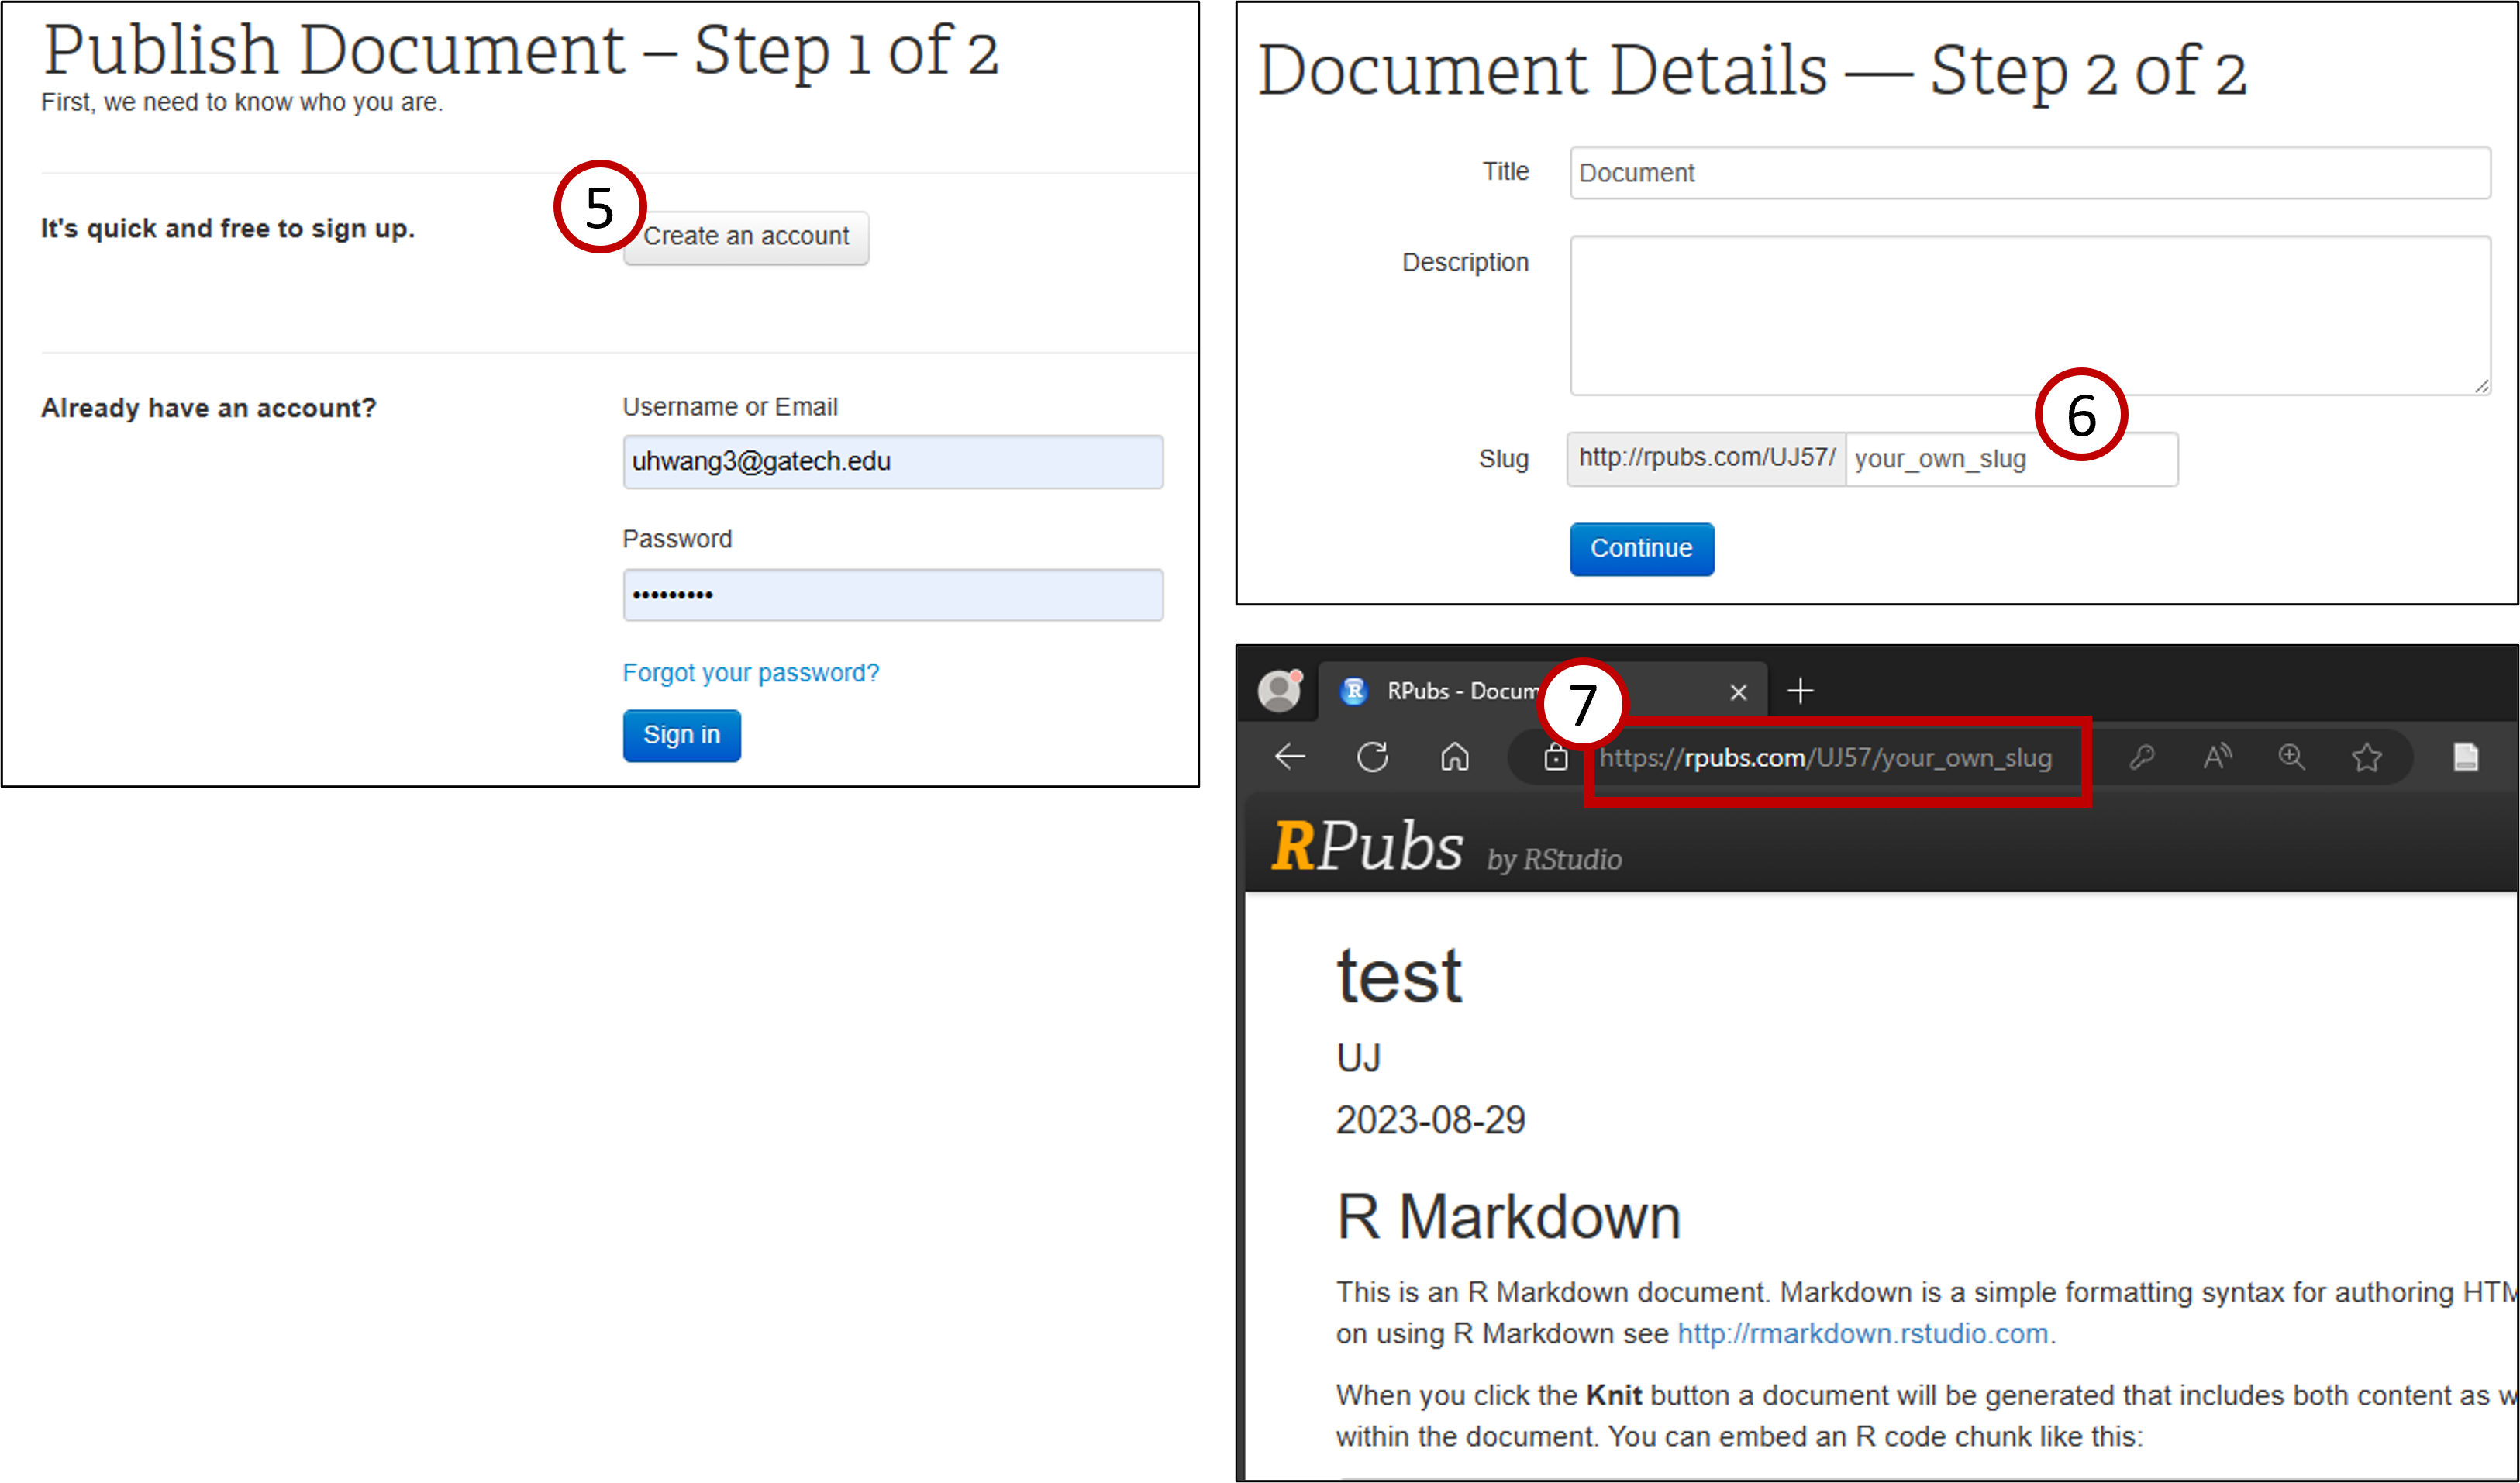 Publish Document – Step 1 of 2
First, we need to know who you are.
5
It's quick and free to sign up.
Create an account
Already have an account?
Username or Email
uhwang3@gatech.edu
Password
•••••••••
Forgot your password?
Sign in
Document Details — Step 2 of 2
Title
Document
Description
6
Slug
http://rpubs.com/UJ57/
your_own_slug
Continue
RPubs - Docum
7
https://rpubs.com/UJ57/your_own_slug
RPubs by RStudio
test
UJ
2023-08-29
R Markdown
This is an R Markdown document. Markdown is a simple formatting syntax for authoring HTM
on using R Markdown see http://rmarkdown.rstudio.com.
When you click the Knit button a document will be generated that includes both content as w
within the document. You can embed an R code chunk like this: